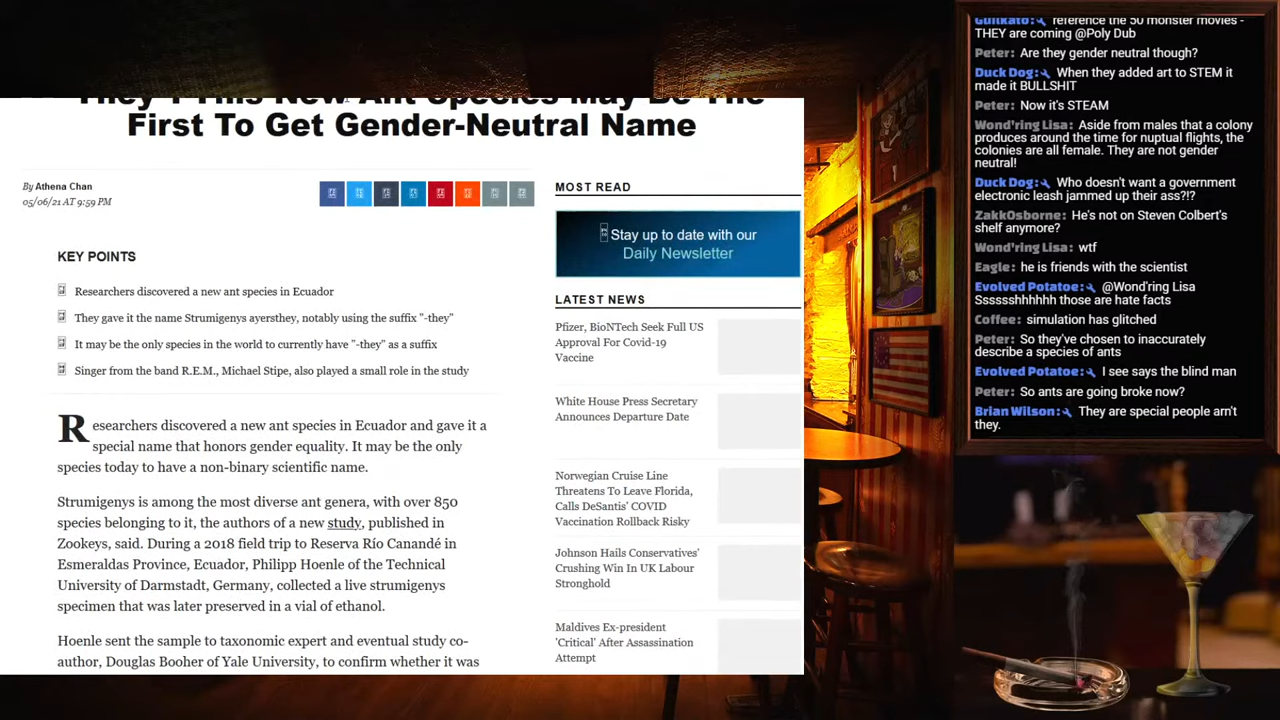 They'? This New Ant Species May Be The
First To Get Gender-Neutral Name
By Athena Chan
05/06/21 AT 9:59 PM
KEY POINTS
Researchers discovered a new ant species in Ecuador
They gave it the name Strumigenys ayersthey, notably using the suffix "-they"
It may be the only species in the world to currently have "-they" as a suffix
Singer from the band R.E.M., Michael Stipe, also played a small role in the study
Researchers discovered a new ant species in Ecuador and gave it a
special name that honors gender equality. It may be the only
species today to have a non-binary scientific name.
Strumigenys is among the most diverse ant genera, with over 850
species belonging to it, the authors of a new study, published in
Zookeys, said. During a 2018 field trip to Reserva Río Canandé in
Esmeraldas Province, Ecuador, Philipp Hoenle of the Technical
University of Darmstadt, Germany, collected a live strumigenys
specimen that was later preserved in a vial of ethanol.
Hoenle sent the sample to taxonomic expert and eventual study co-
author, Douglas Booher of Yale University, to confirm whether it was
MOST READ
Stay up to date with our
Daily Newsletter
LATEST NEWS
Pfizer, BioNTech Seek Full US
Approval For Covid-19
Vaccine
White House Press Secretary
Announces Departure Date
Norwegian Cruise Line
Threatens To Leave Florida,
Calls DeSantis' COVID
Vaccination Rollback Risky
Johnson Hails Conservatives'
Crushing Win In UK Labour
Stronghold
Maldives Ex-president
'Critical' After Assassination
Attempt
Gunkato: reference the 50 monster movies -
THEY are coming @Poly Dub
Peter: Are they gender neutral though?
Duck Dog: When they added art to STEM it
made it BULLSHIT
Peter: Now it's STEAM
Wond'ring Lisa: Aside from males that a colony
produces around the time for nuptual flights, the
colonies are all female. They are not gender
neutral!
Duck Dog: Who doesn't want a government
electronic leash jammed up their ass?!?
ZakkOsborne: He's not on Steven Colbert's
shelf anymore?
Wond'ring Lisa: wtf
Eagle: he is friends with the scientist
Evolved Potatoe: @Wond'ring Lisa
Sssssshhhhhh those are hate facts
Coffee: simulation has glitched
Peter: So they've chosen to inaccurately
describe a species of ants
Evolved Potatoe: I see says the blind man
Peter: So ants are going broke now?
Brian Wilson: They are special people arn't
they.